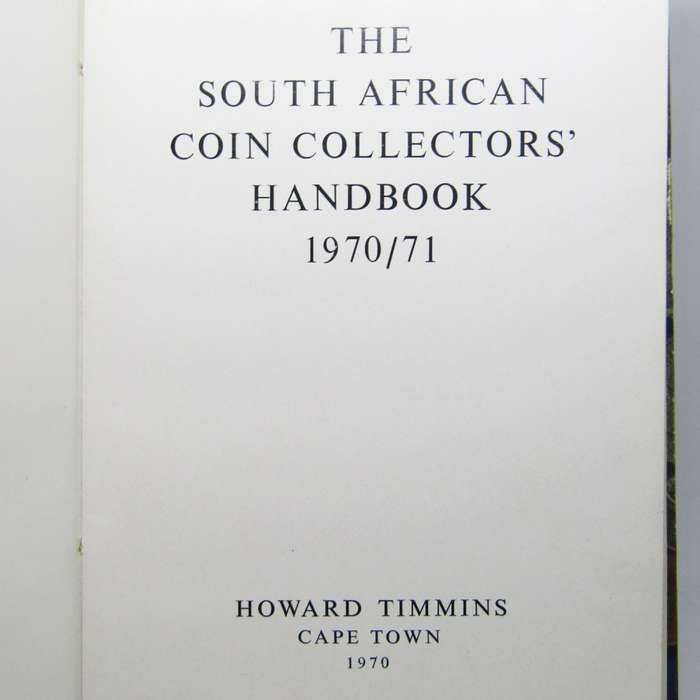 THE
SOUTH AFRICAN
COIN COLLECTORS’
HANDBOOK
1970/71
HOWARD TIMMINS
CAPE TOWN
1970